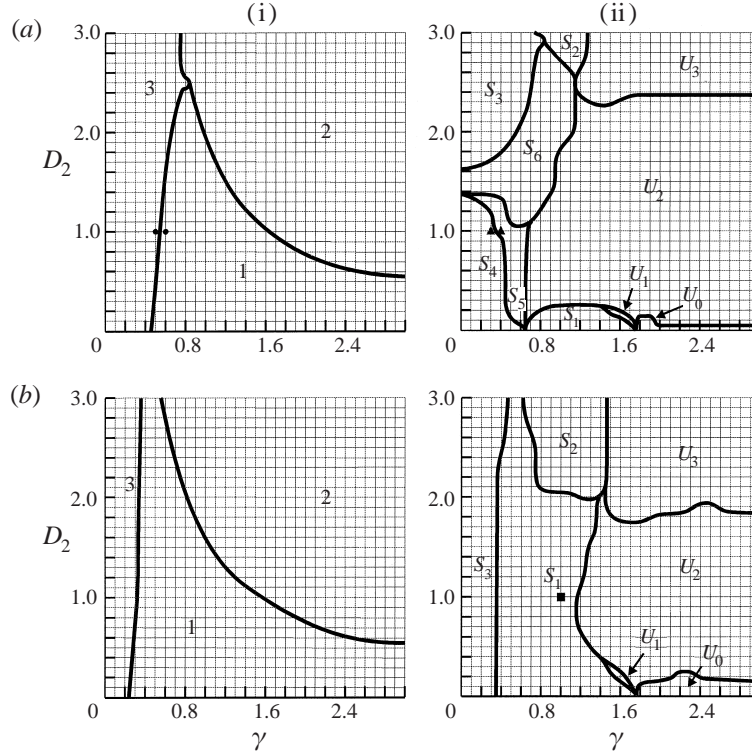 (i) (ii)
(a)
3.0 3.0
S2 U3
3 S3
2
2.0 2.0
D2 S6
U2
1.0 1.0
S4 U1
1 U0
S5
S1
0 0.8 1.6 2.4 0 0.8 1.6 2.4
(b)
3.0 3.0
S2 U3
3 2
2.0 2.0
D2
S3 S1 U2
1.0 1.0
1 U1 U0
0 0.8 1.6 2.4 0 0.8 1.6 2.4
γ γ